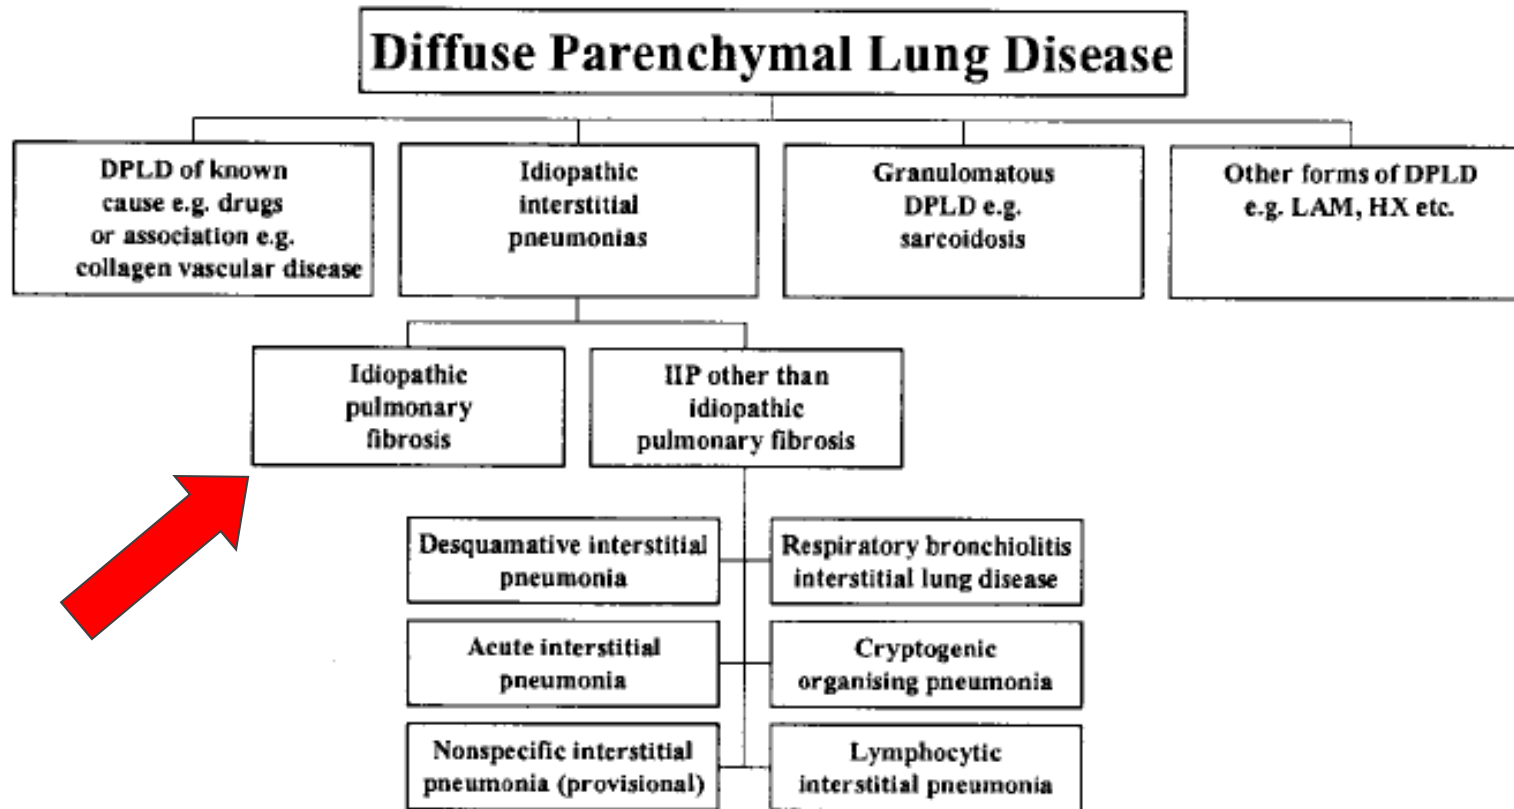 Diffuse Parenchymal Lung Disease
DPLD of known
cause e.g. drugs
or association e.g.
collagen vascular disease
Idiopathic
interstitial
pneumonias
Granulomatous
DPLD e.g.
sarcoidosis
Other forms of DPLD
e.g. LAM, HX etc.
Idiopathic
pulmonary
fibrosis
IIP other than
idiopathic
pulmonary fibrosis
Desquamative interstitial
pneumonia
Respiratory bronchiolitis
interstitial lung disease
Acute interstitial
pneumonia
Cryptogenic
organising pneumonia
Nonspecific interstitial
pneumonia (provisional)
Lymphocytic
interstitial pneumonia